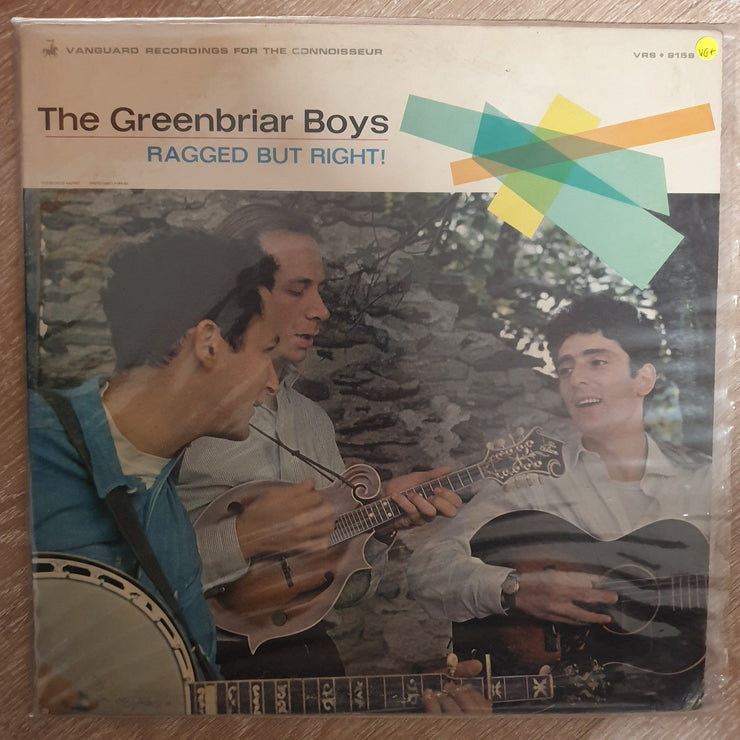 VANGUARD RECORDINGS FOR THE CONNOISSEUR
VRS • 9159
VG+
The Greenbriar Boys
RAGGED BUT RIGHT!